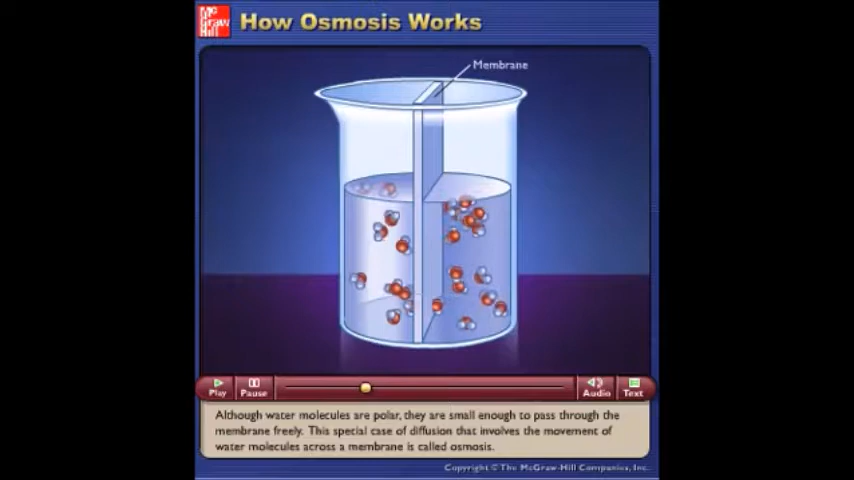 Mc
Graw
Hill
How Osmosis Works
Membrane
Play
Pause
Audio
Text
Although water molecules are polar, they are small enough to pass through the
membrane freely. This special case of diffusion that involves the movement of
water molecules across a membrane is called osmosis.
Copyright © The McGraw-Hill Companies, Inc.